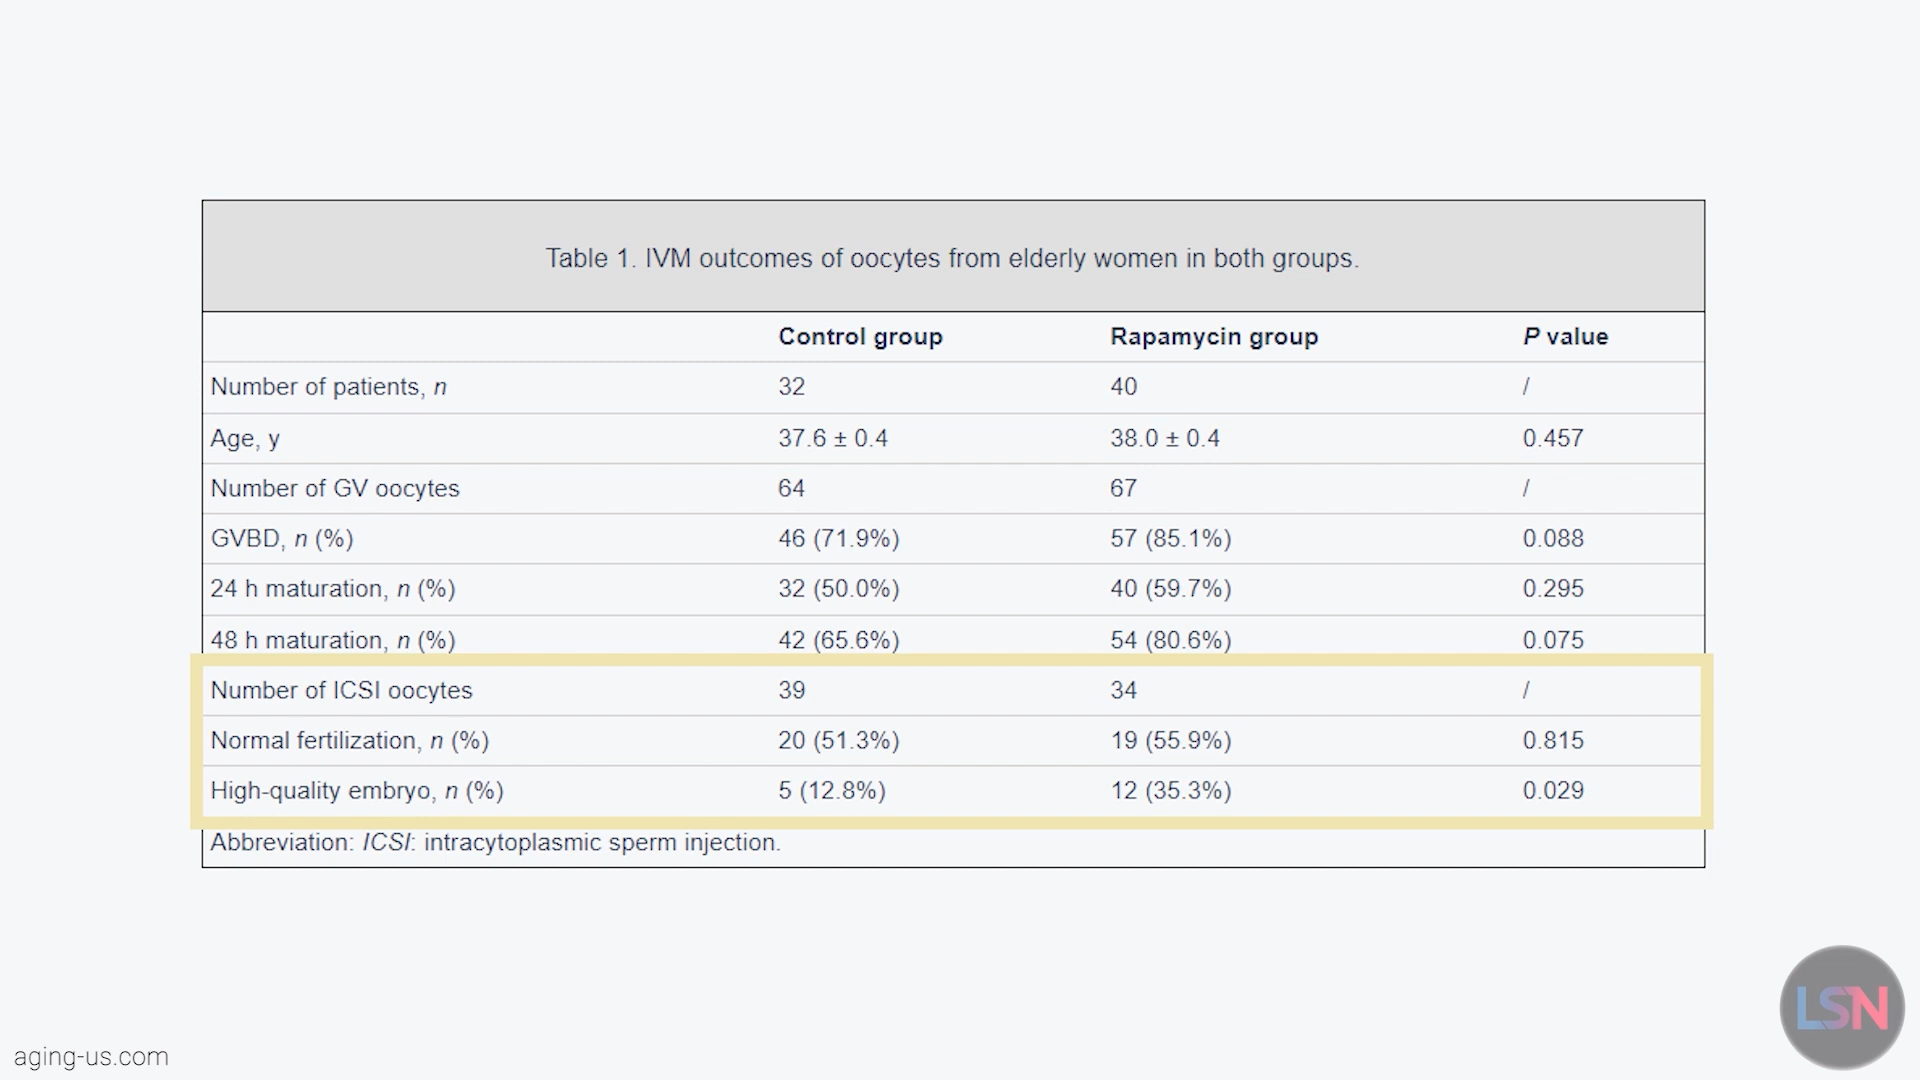 Table 1. IVM outcomes of oocytes from elderly women in both groups.
Control group Rapamycin group P value
Number of patients, n 32 40 /
Age, y 37.6 ± 0.4 38.0 ± 0.4 0.457
Number of GV oocytes 64 67 /
GVBD, n (%) 46 (71.9%) 57 (85.1%) 0.088
24 h maturation, n (%) 32 (50.0%) 40 (59.7%) 0.295
48 h maturation, n (%) 42 (65.6%) 54 (80.6%) 0.075
Number of ICSI oocytes 39 34 /
Normal fertilization, n (%) 20 (51.3%) 19 (55.9%) 0.815
High-quality embryo, n (%) 5 (12.8%) 12 (35.3%) 0.029
Abbreviation: ICSI: intracytoplasmic sperm injection.
LSN
aging-us.com